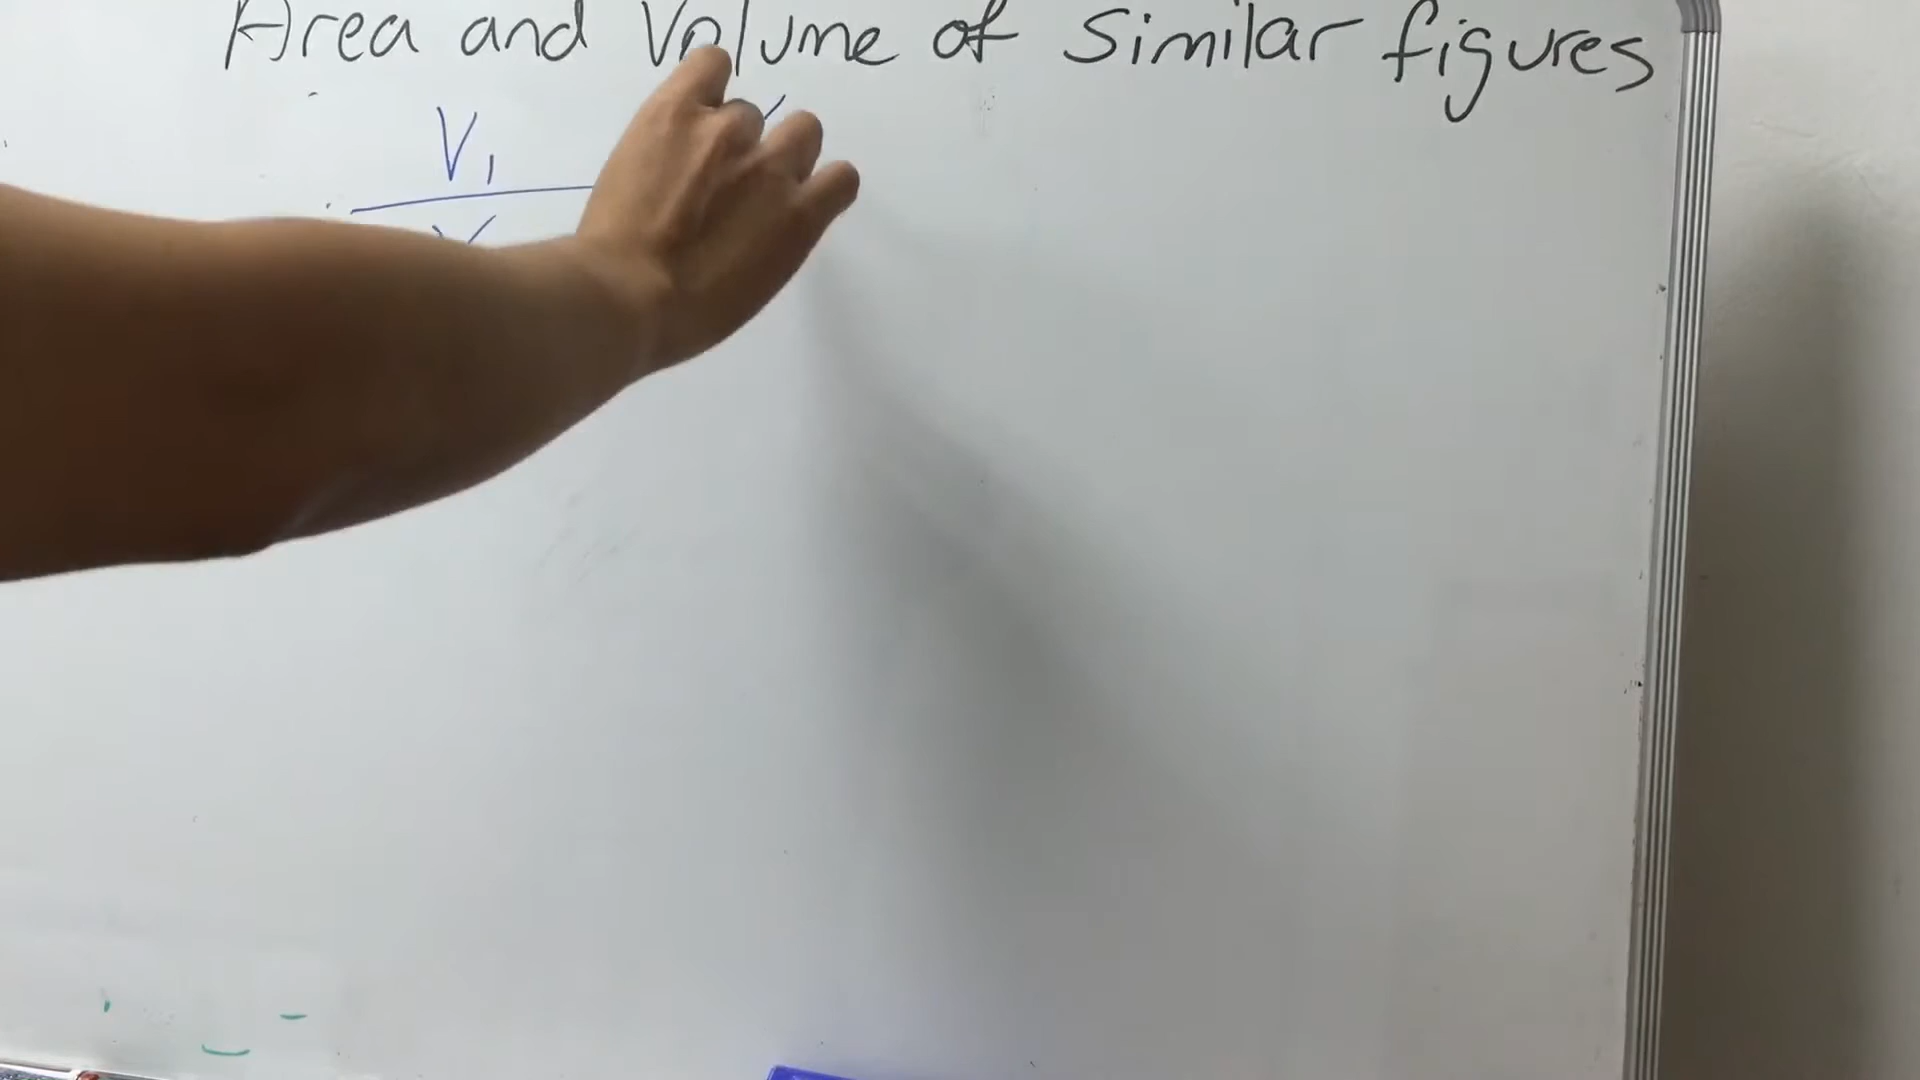 Area and Volume of Similar figures
V₁